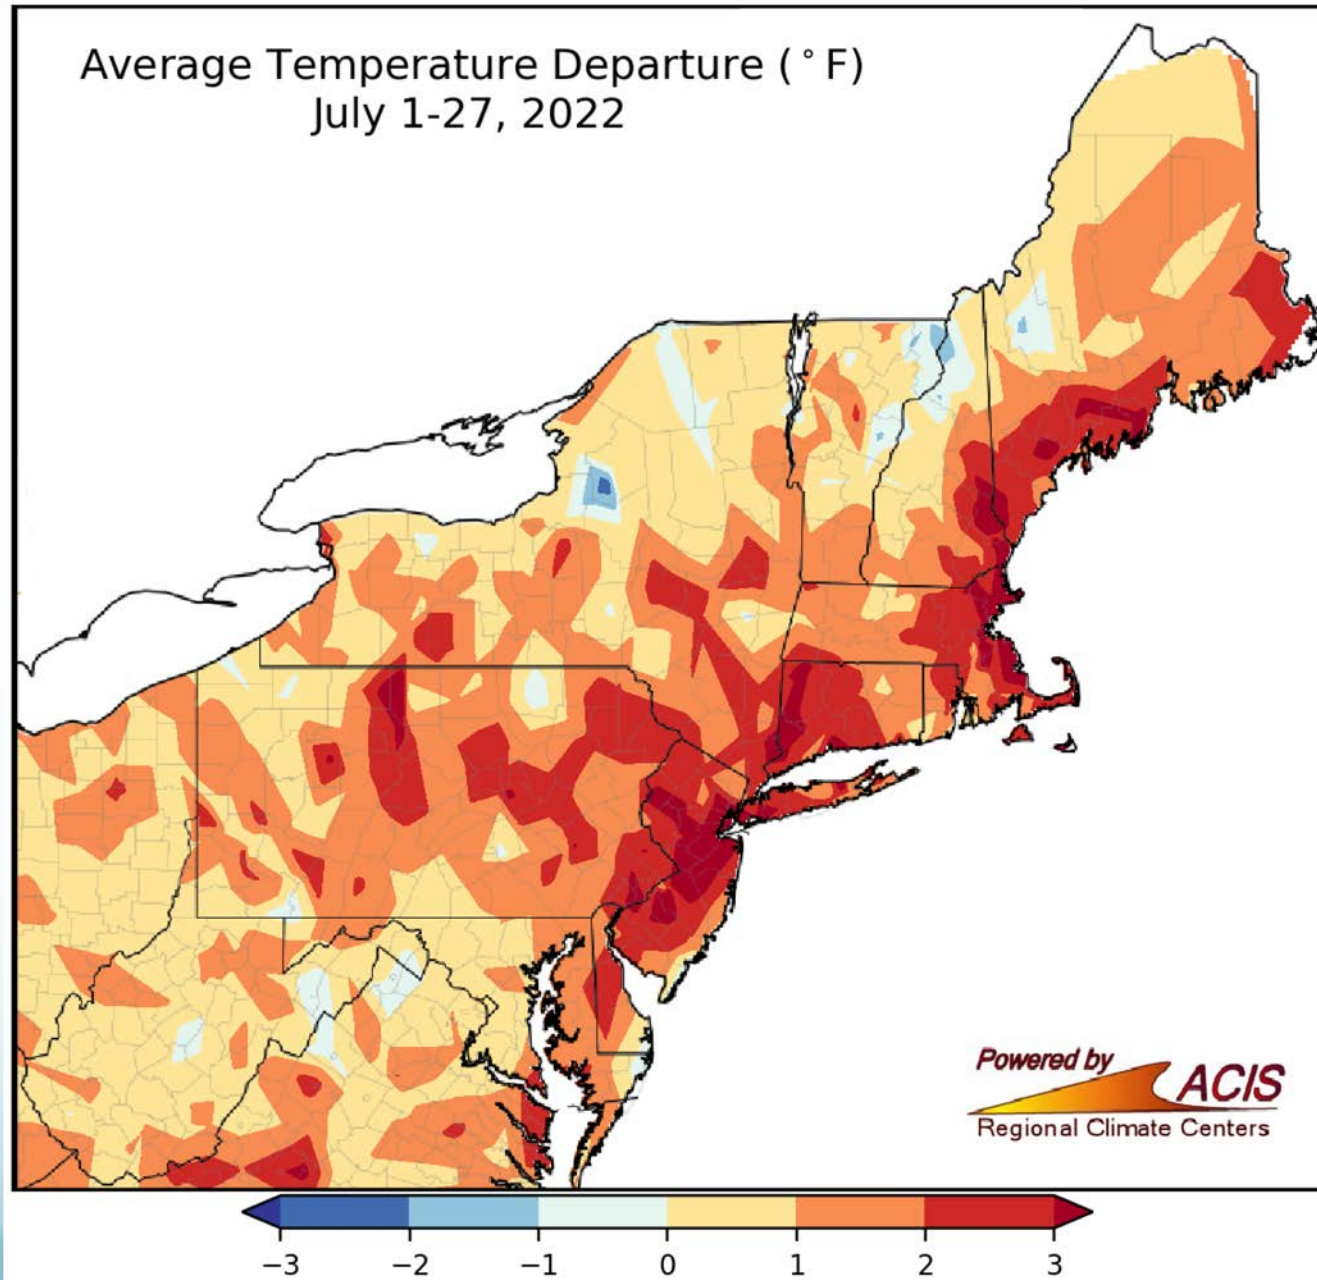 Average Temperature Departure (°F)
July 1-27, 2022
Powered by
ACIS
Regional Climate Centers
−3 −2 −1 0 1 2 3